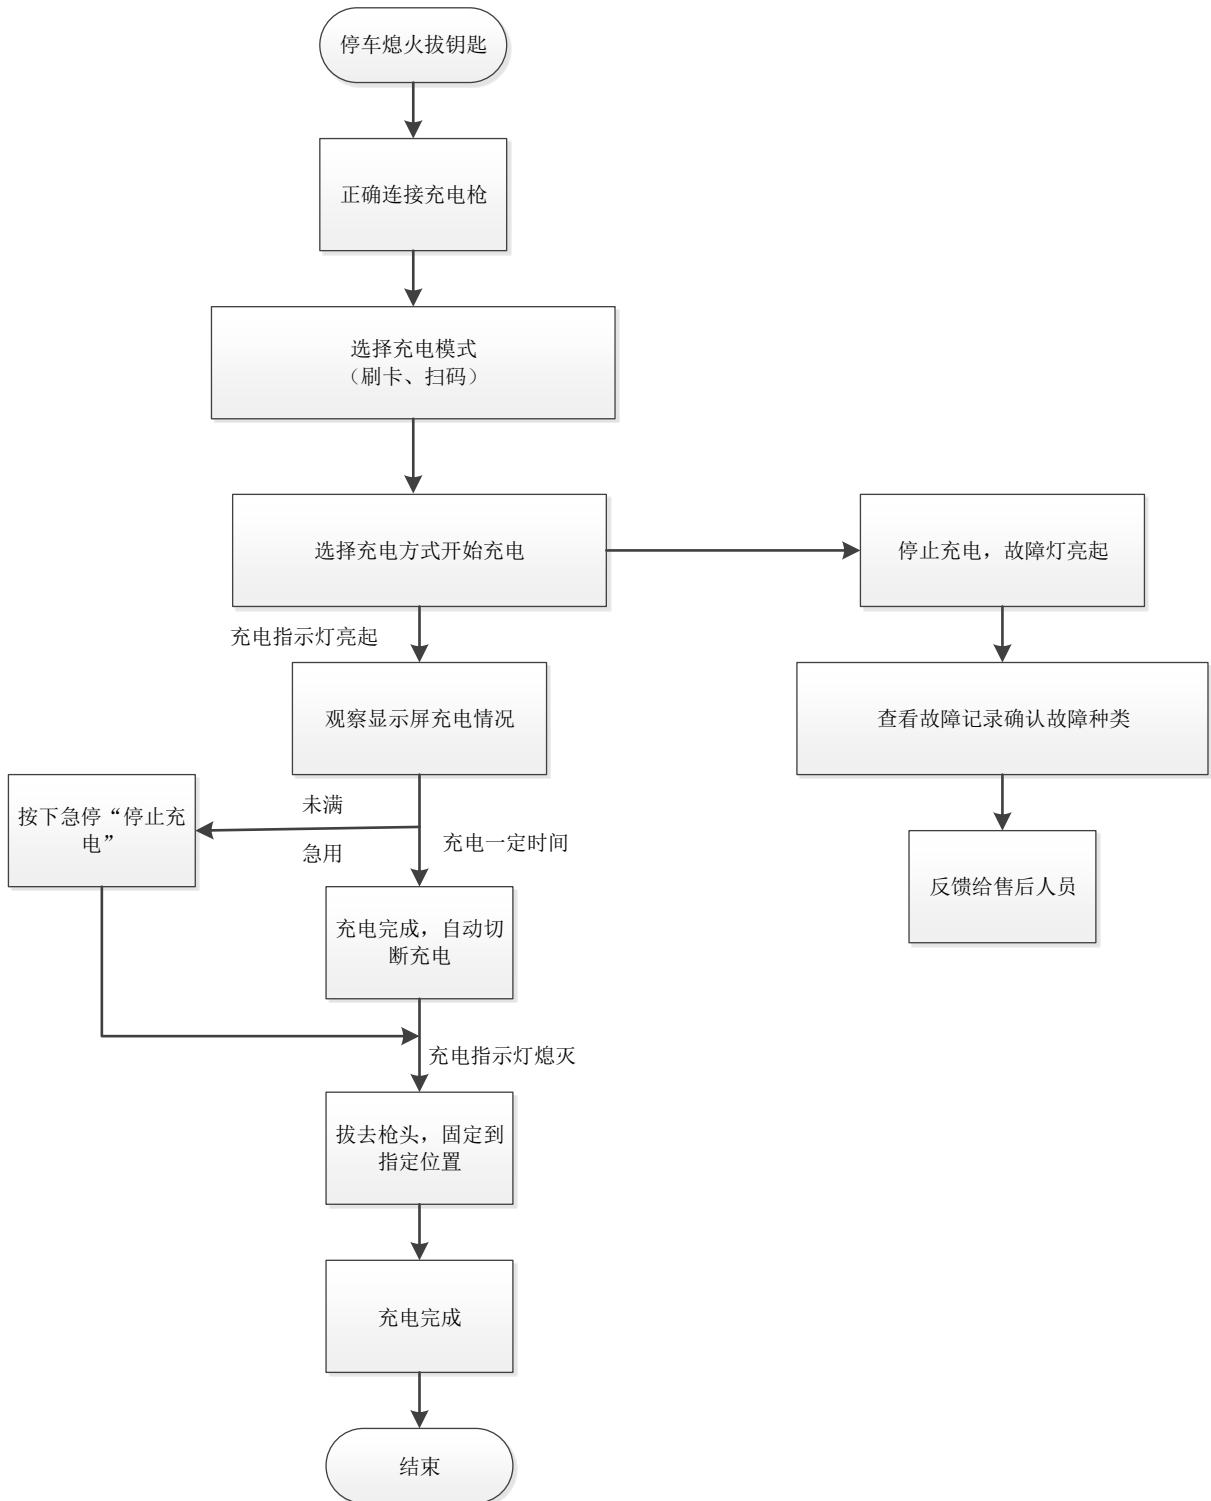 停车熄火拔钥匙
正确连接充电枪
选择充电模式
（刷卡、扫码）
选择充电方式开始充电
停止充电，故障灯亮起
充电指示灯亮起
观察显示屏充电情况
查看故障记录确认故障种类
未满
急用
按下急停“停止充
电”
充电一定时间
反馈给售后人员
充电完成，自动切
断充电
充电指示灯熄灭
拔去枪头，固定到
指定位置
充电完成
结束